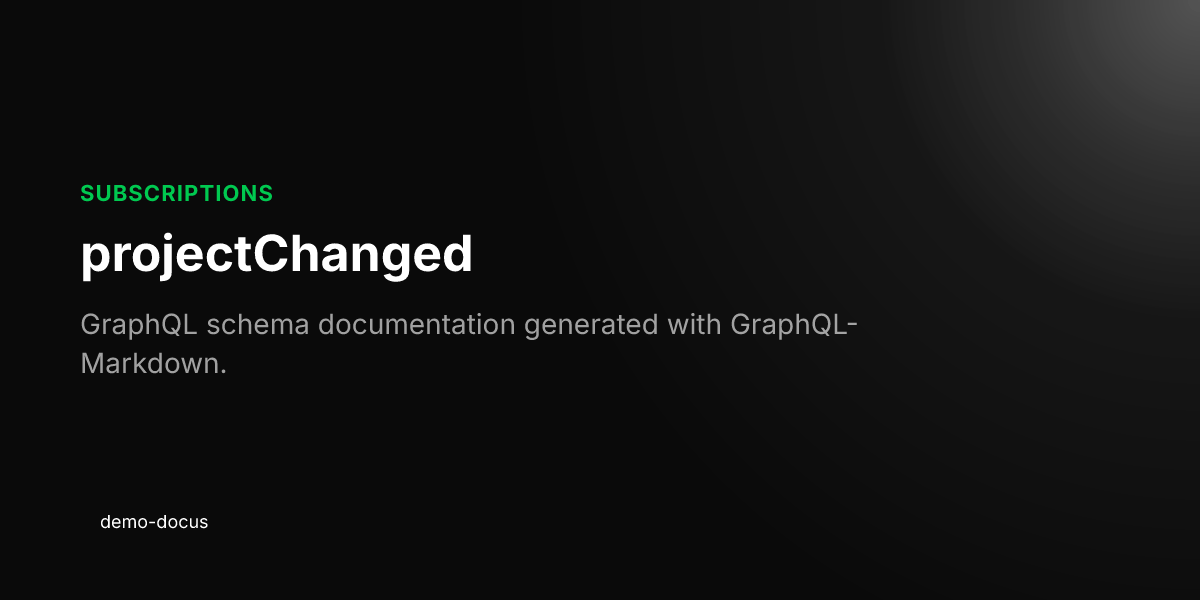 SUBSCRIPTIONS
projectChanged
GraphQL schema documentation generated with GraphQL-
Markdown.
demo-docus